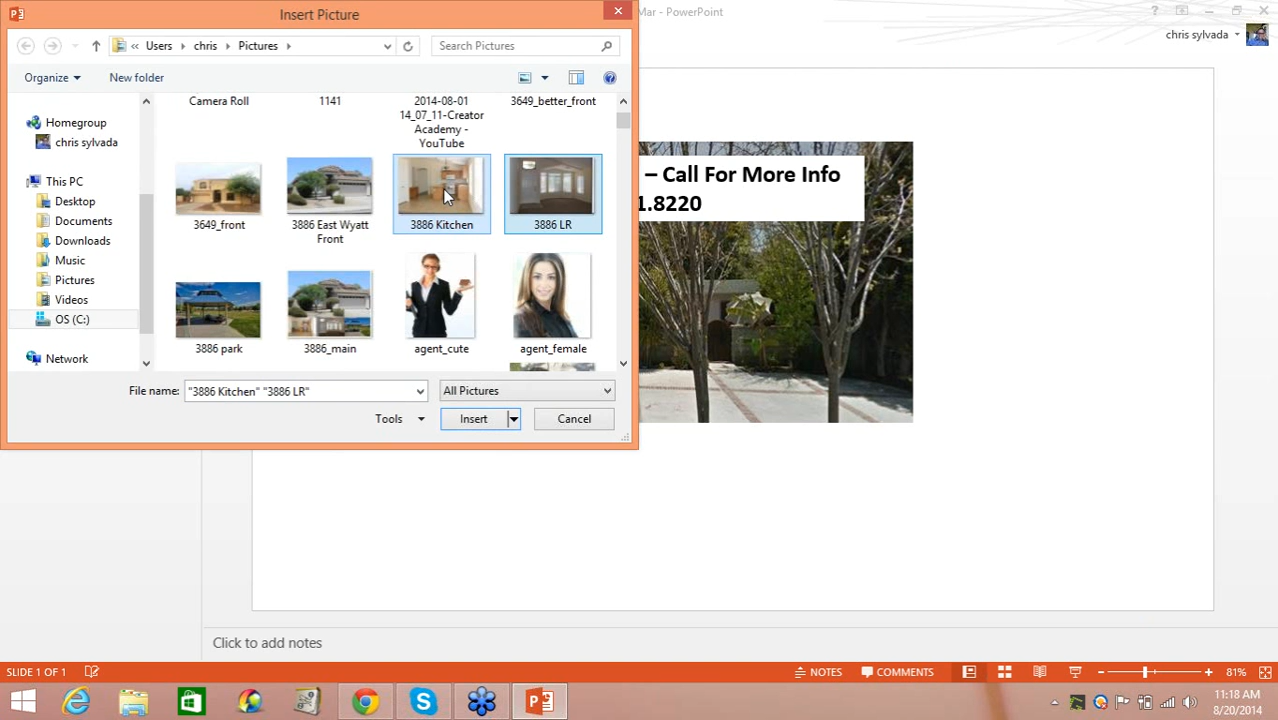 Insert Picture
Mar - PowerPoint
chris sylvada
Users
chris
Pictures
Search Pictures
Organize
New folder
Homegroup
chris sylvada
This PC
Desktop
Documents
Downloads
Music
Pictures
Videos
OS (C:)
Network
Camera Roll
1141
2014-08-01
14_07_11-Creator
Academy -
YouTube
3649_better_front
3649_front
3886 East Wyatt
Front
3886 Kitchen
3886 LR
3886 park
3886_main
agent_cute
agent_female
File name:
"3886 Kitchen" "3886 LR"
All Pictures
Tools
Insert
Cancel
– Call For More Info
1.8220
Click to add notes
SLIDE 1 OF 1
NOTES
COMMENTS
81%
11:18 AM
8/20/2014